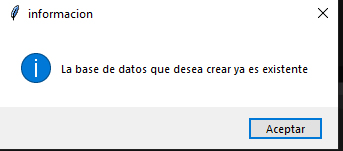 informacion
La base de datos que desea crear ya es existente
Aceptar